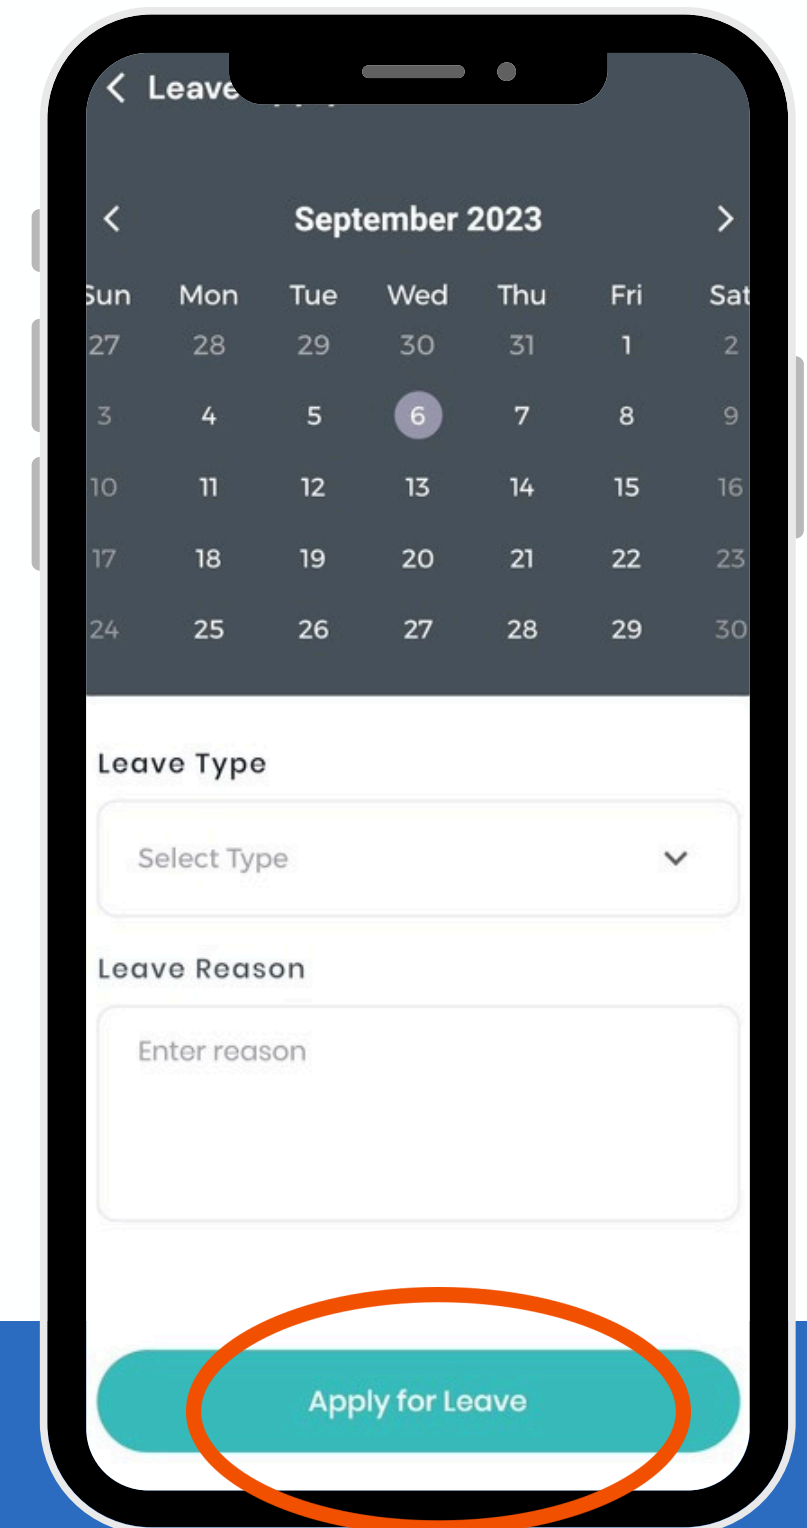 Leave
September 2023
Sun Mon Tue Wed Thu Fri Sat
27 28 29 30 31 1 2
3 4 5 6 7 8 9
10 11 12 13 14 15 16
17 18 19 20 21 22 23
24 25 26 27 28 29 30
Leave Type
Select Type
Leave Reason
Enter reason
Apply for Leave